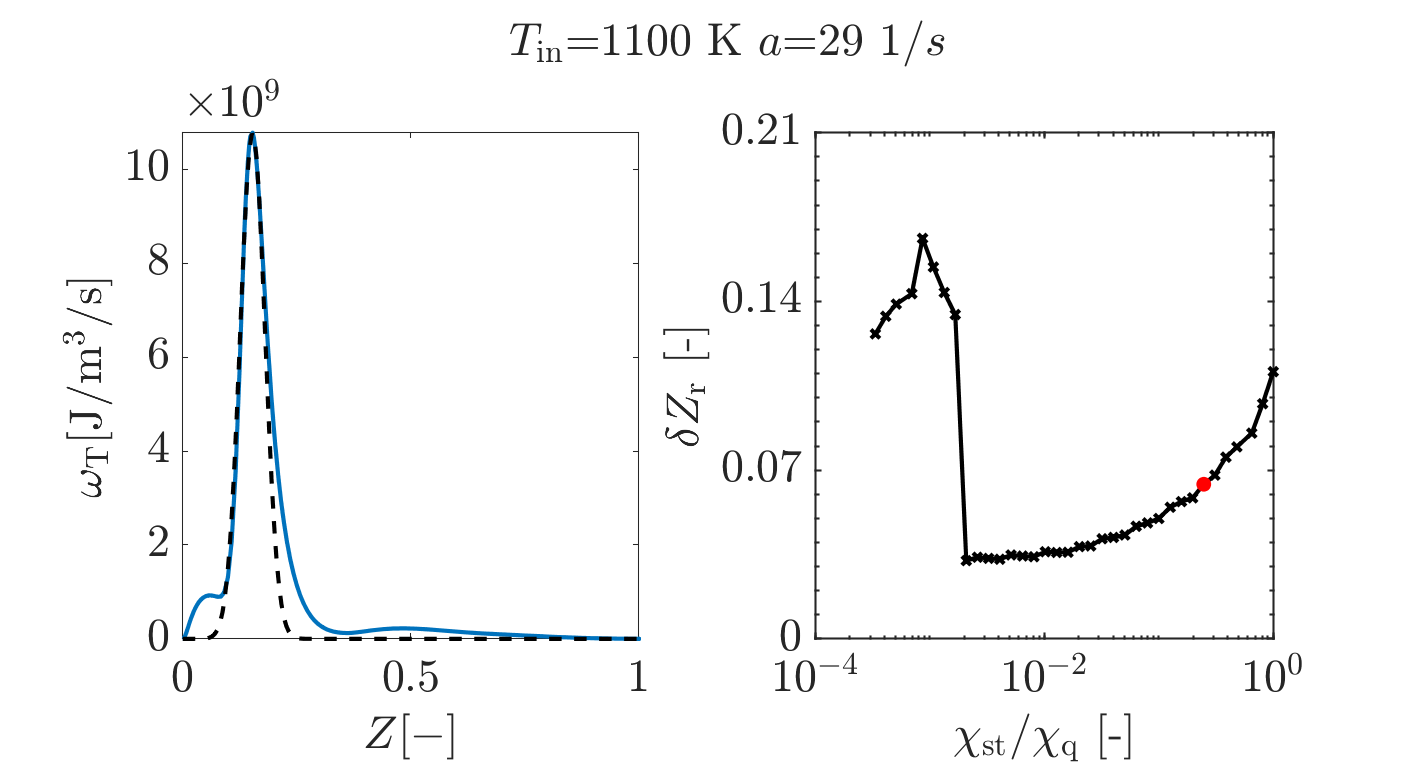 T_in=1100 K a=29 1/s
×10^9
10
8
6
4
2
0
0 0.5 1
Z[−]
ω_T[J/m^3/s]
0.21
0.14
0.07
0
10^−4 10^−2 10^0
χ_st/χ_q [-]
δZ_r [-]